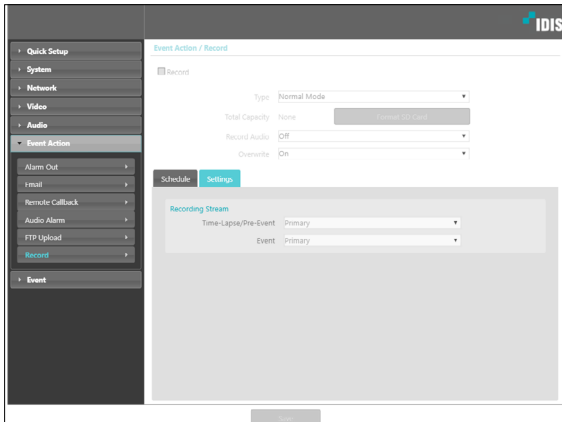 IDIS
Quick Setup
System
Network
Video
Audio
Event Action
Alarm Out
Email
Remote Callback
Audio Alarm
FTP Upload
Record
Event
Event Action / Record
Record
Type Normal Mode
Total Capacity None Format SD Card
Record Audio Off
Overwrite On
Schedule Settings
Recording Stream
Time-Lapse/Pre-Event Primary
Event Primary
Save